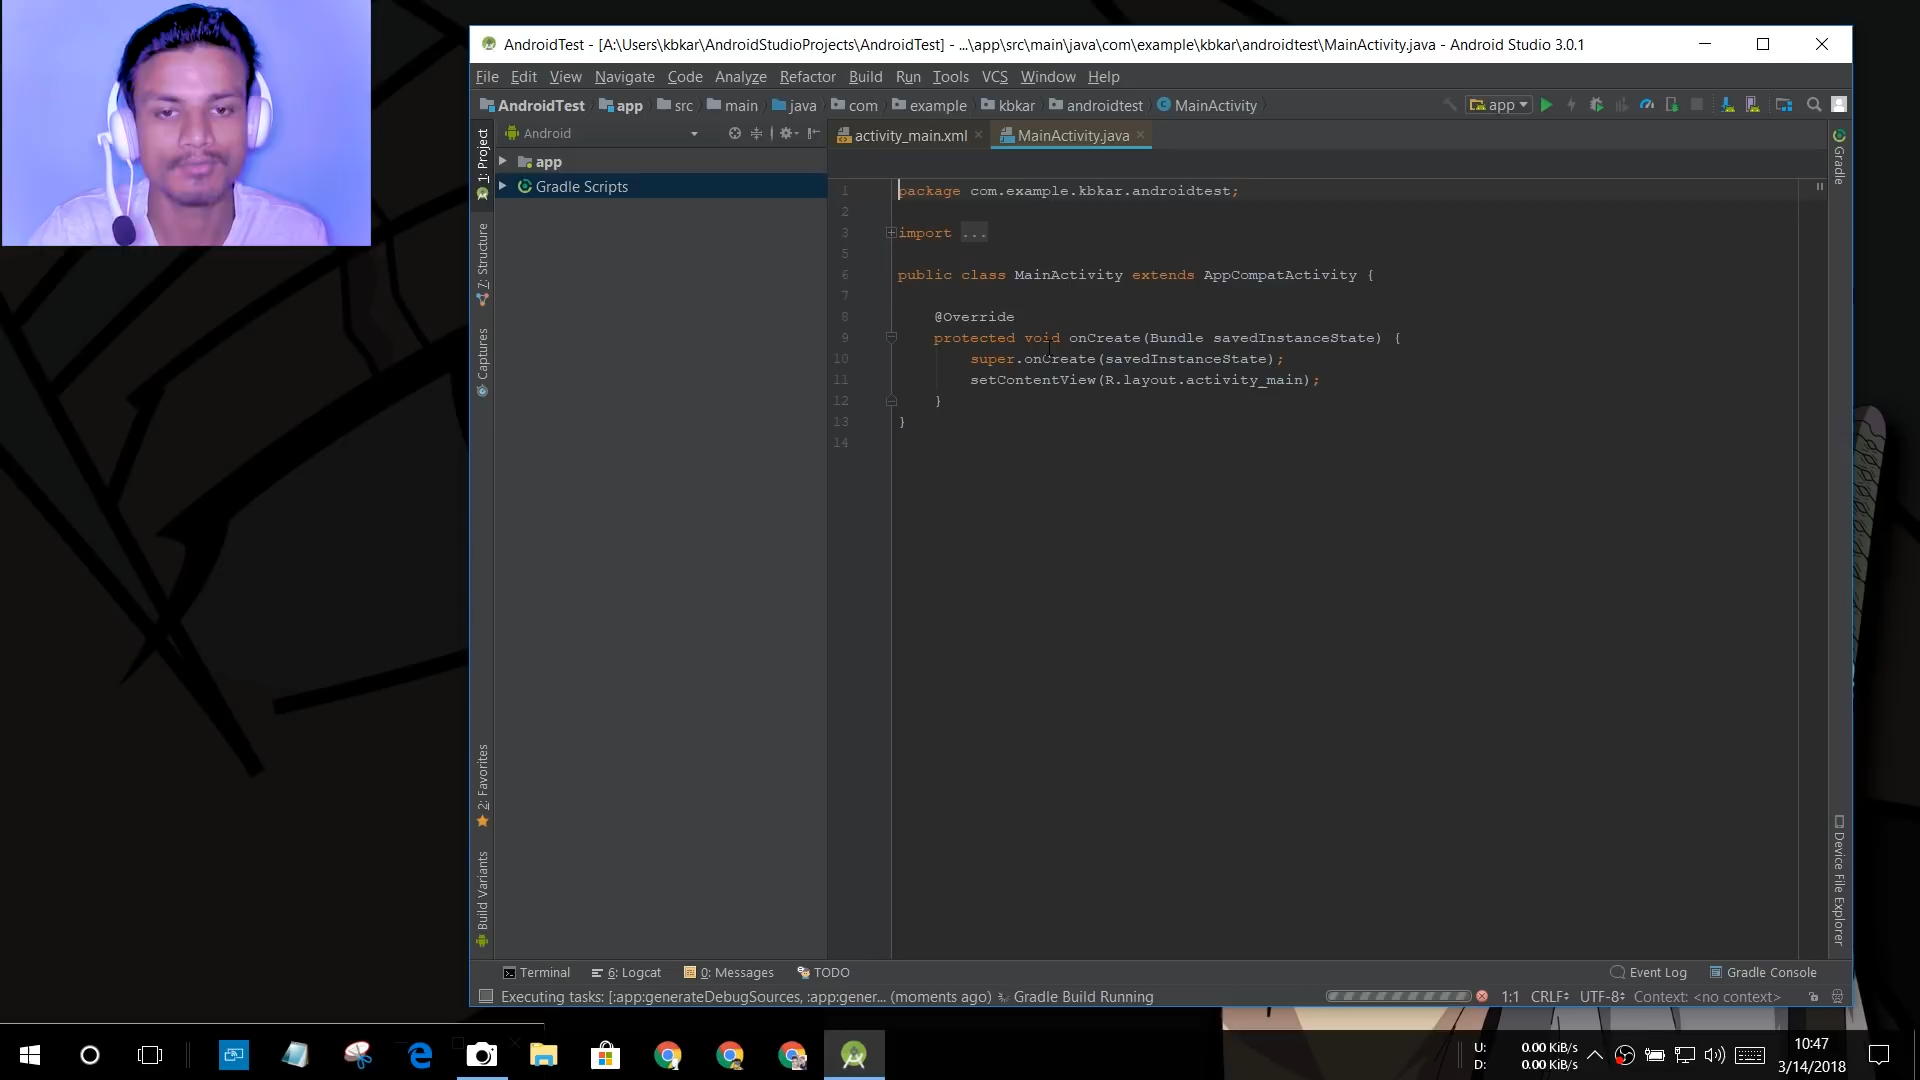 AndroidTest - [A:\Users\kbkar\AndroidStudioProjects\AndroidTest] - ...\app\src\main\java\com\example\kbkar\androidtest\MainActivity.java - Android Studio 3.0.1
File Edit View Navigate Code Analyze Refactor Build Run Tools VCS Window Help
AndroidTest app src main java com example kbkar androidtest MainActivity app
1: Project
Android
activity_main.xml MainActivity.java
Gradle
app
Gradle Scripts
7: Structure
Captures
2: Favorites
Build Variants
1 package com.example.kbkar.androidtest;
2
3 import ...
5
6 public class MainActivity extends AppCompatActivity {
7
8 @Override
9 protected void onCreate(Bundle savedInstanceState) {
10 super.onCreate(savedInstanceState);
11 setContentView(R.layout.activity_main);
12 }
13 }
14
Device File Explorer
Terminal 6: Logcat 0: Messages TODO Event Log Gradle Console
Executing tasks: [:app:generateDebugSources, :app:gener... (moments ago) Gradle Build Running 1:1 CRLF UTF-8 Context: <no context>
U: 0.00 KiB/s
D: 0.00 KiB/s
10:47
3/14/2018